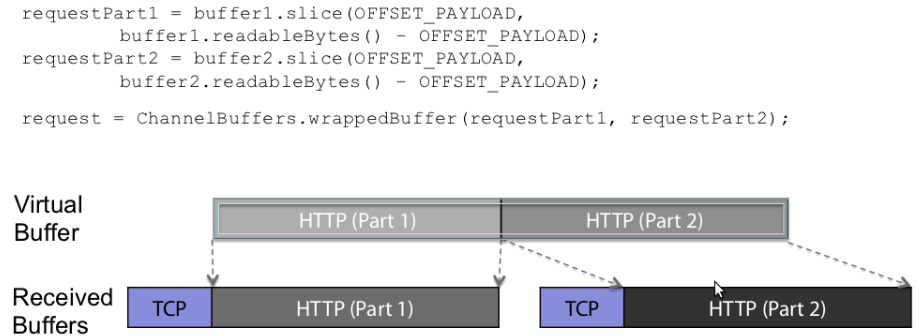 requestPart1 = buffer1.slice(OFFSET_PAYLOAD,
buffer1.readableBytes() – OFFSET_PAYLOAD);
requestPart2 = buffer2.slice(OFFSET_PAYLOAD,
buffer2.readableBytes() – OFFSET_PAYLOAD);
request = ChannelBuffers.wrappedBuffer(requestPart1, requestPart2);
Virtual
Buffer
HTTP (Part 1)
HTTP (Part 2)
Received
Buffers
TCP
HTTP (Part 1)
TCP
HTTP (Part 2)